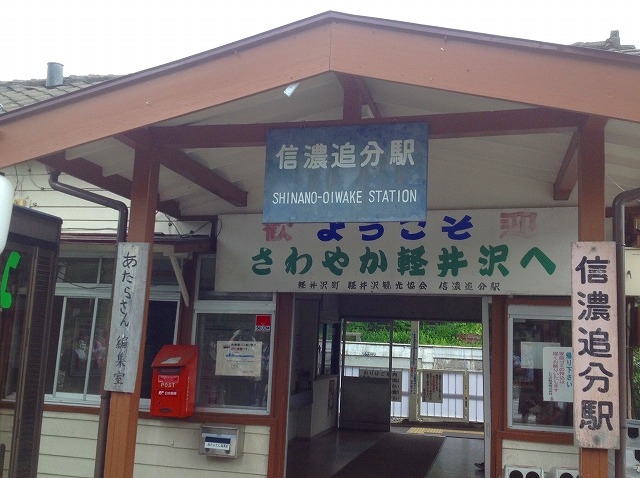 信濃追分駅
SHINANO-OIWAKE STATION
歓 ようこそ 迎
さわやか軽井沢へ
軽井沢町 軽井沢観光協会 信濃追分駅
あたらさん編集室
信濃追分駅
POST